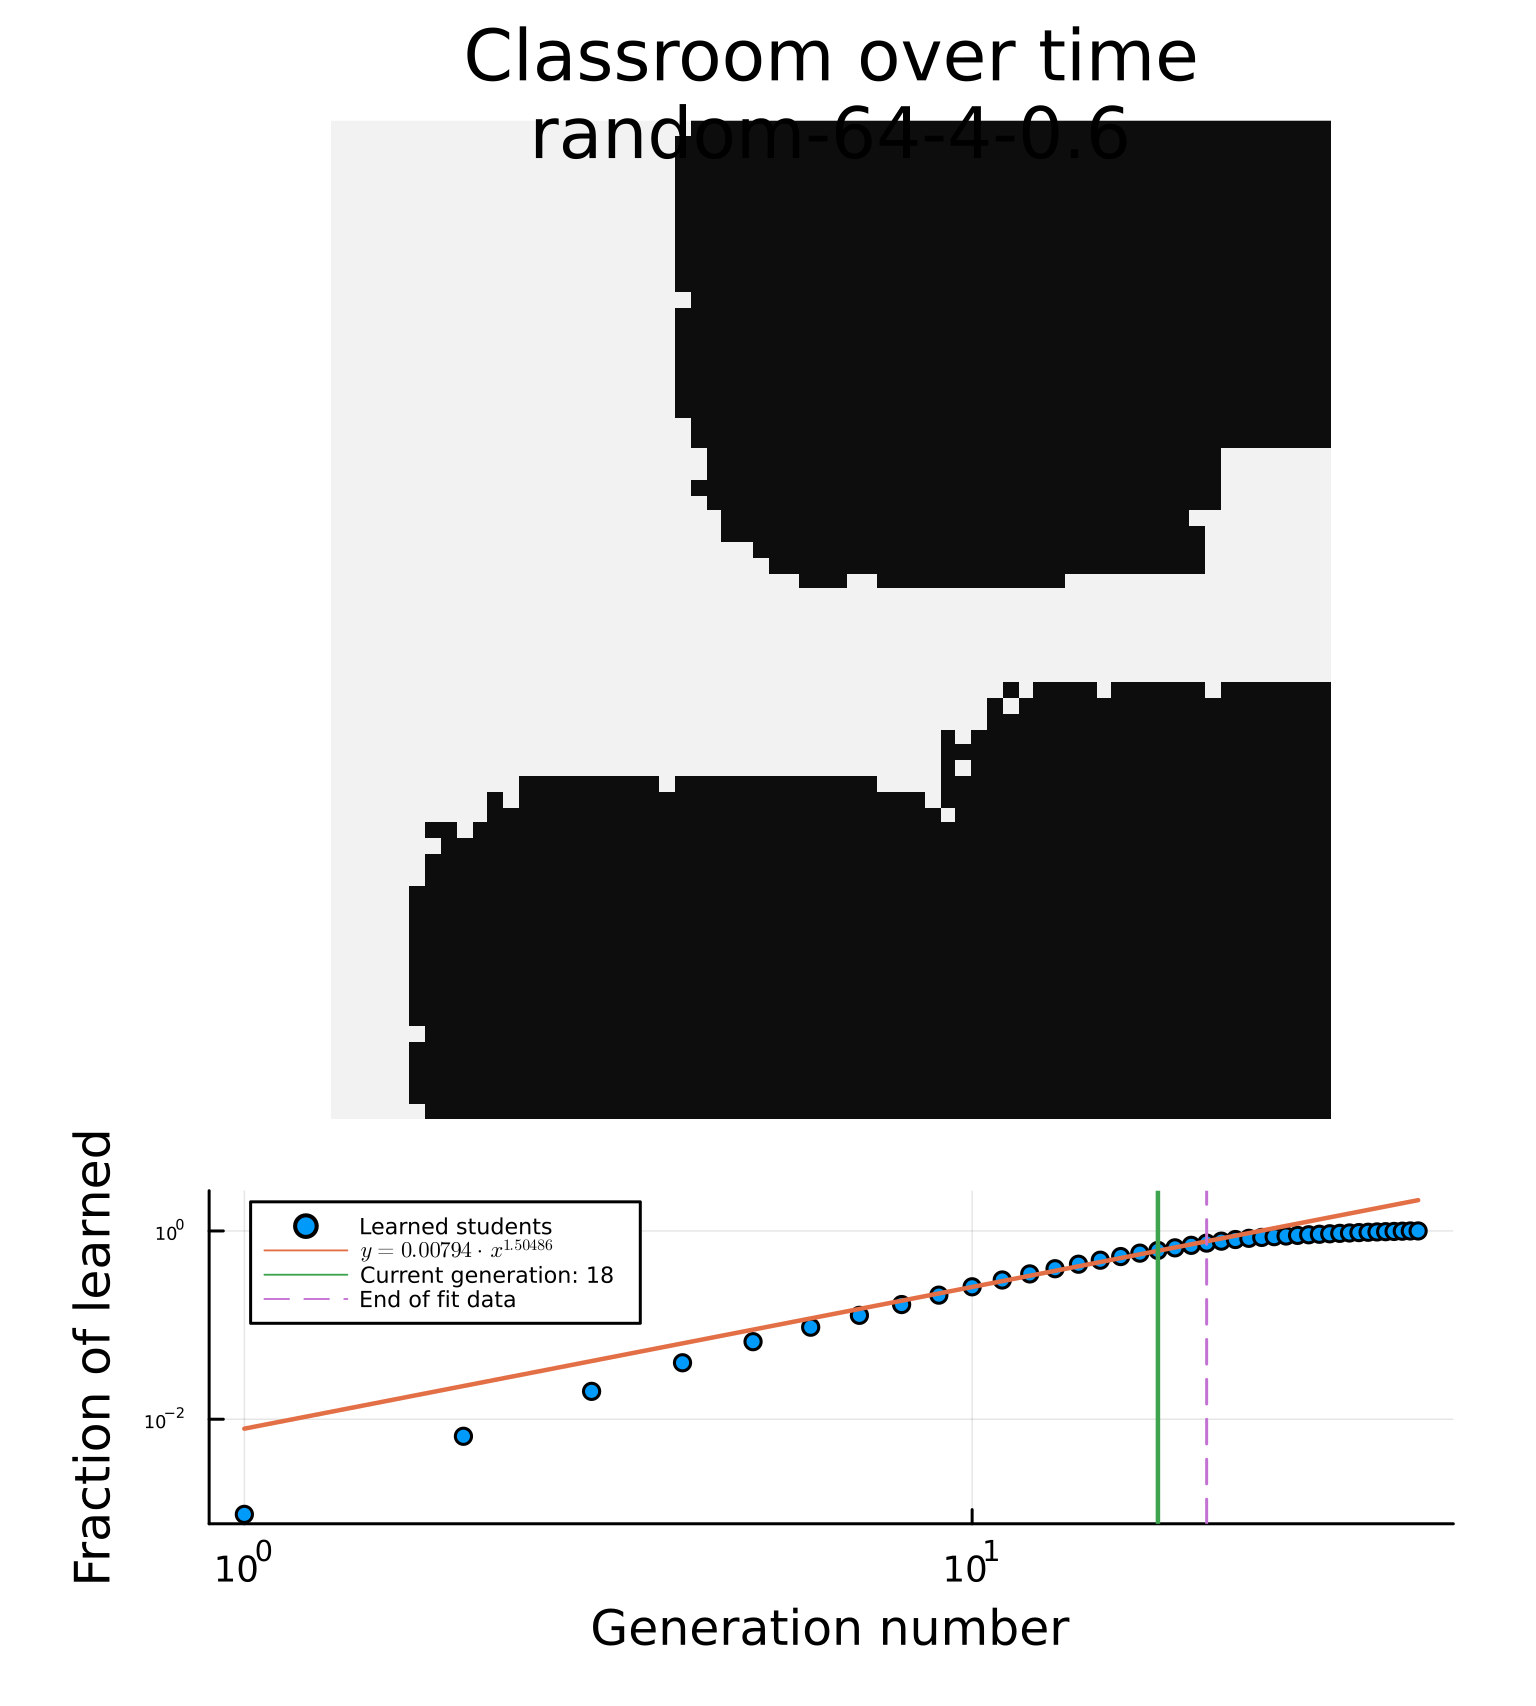 Classroom over time
random-64-4-0.6
Fraction of learned
10^0
10^-2
Learned students
y = 0.00794 · x^1.50486
Current generation: 18
End of fit data
10^0
10^1
Generation number